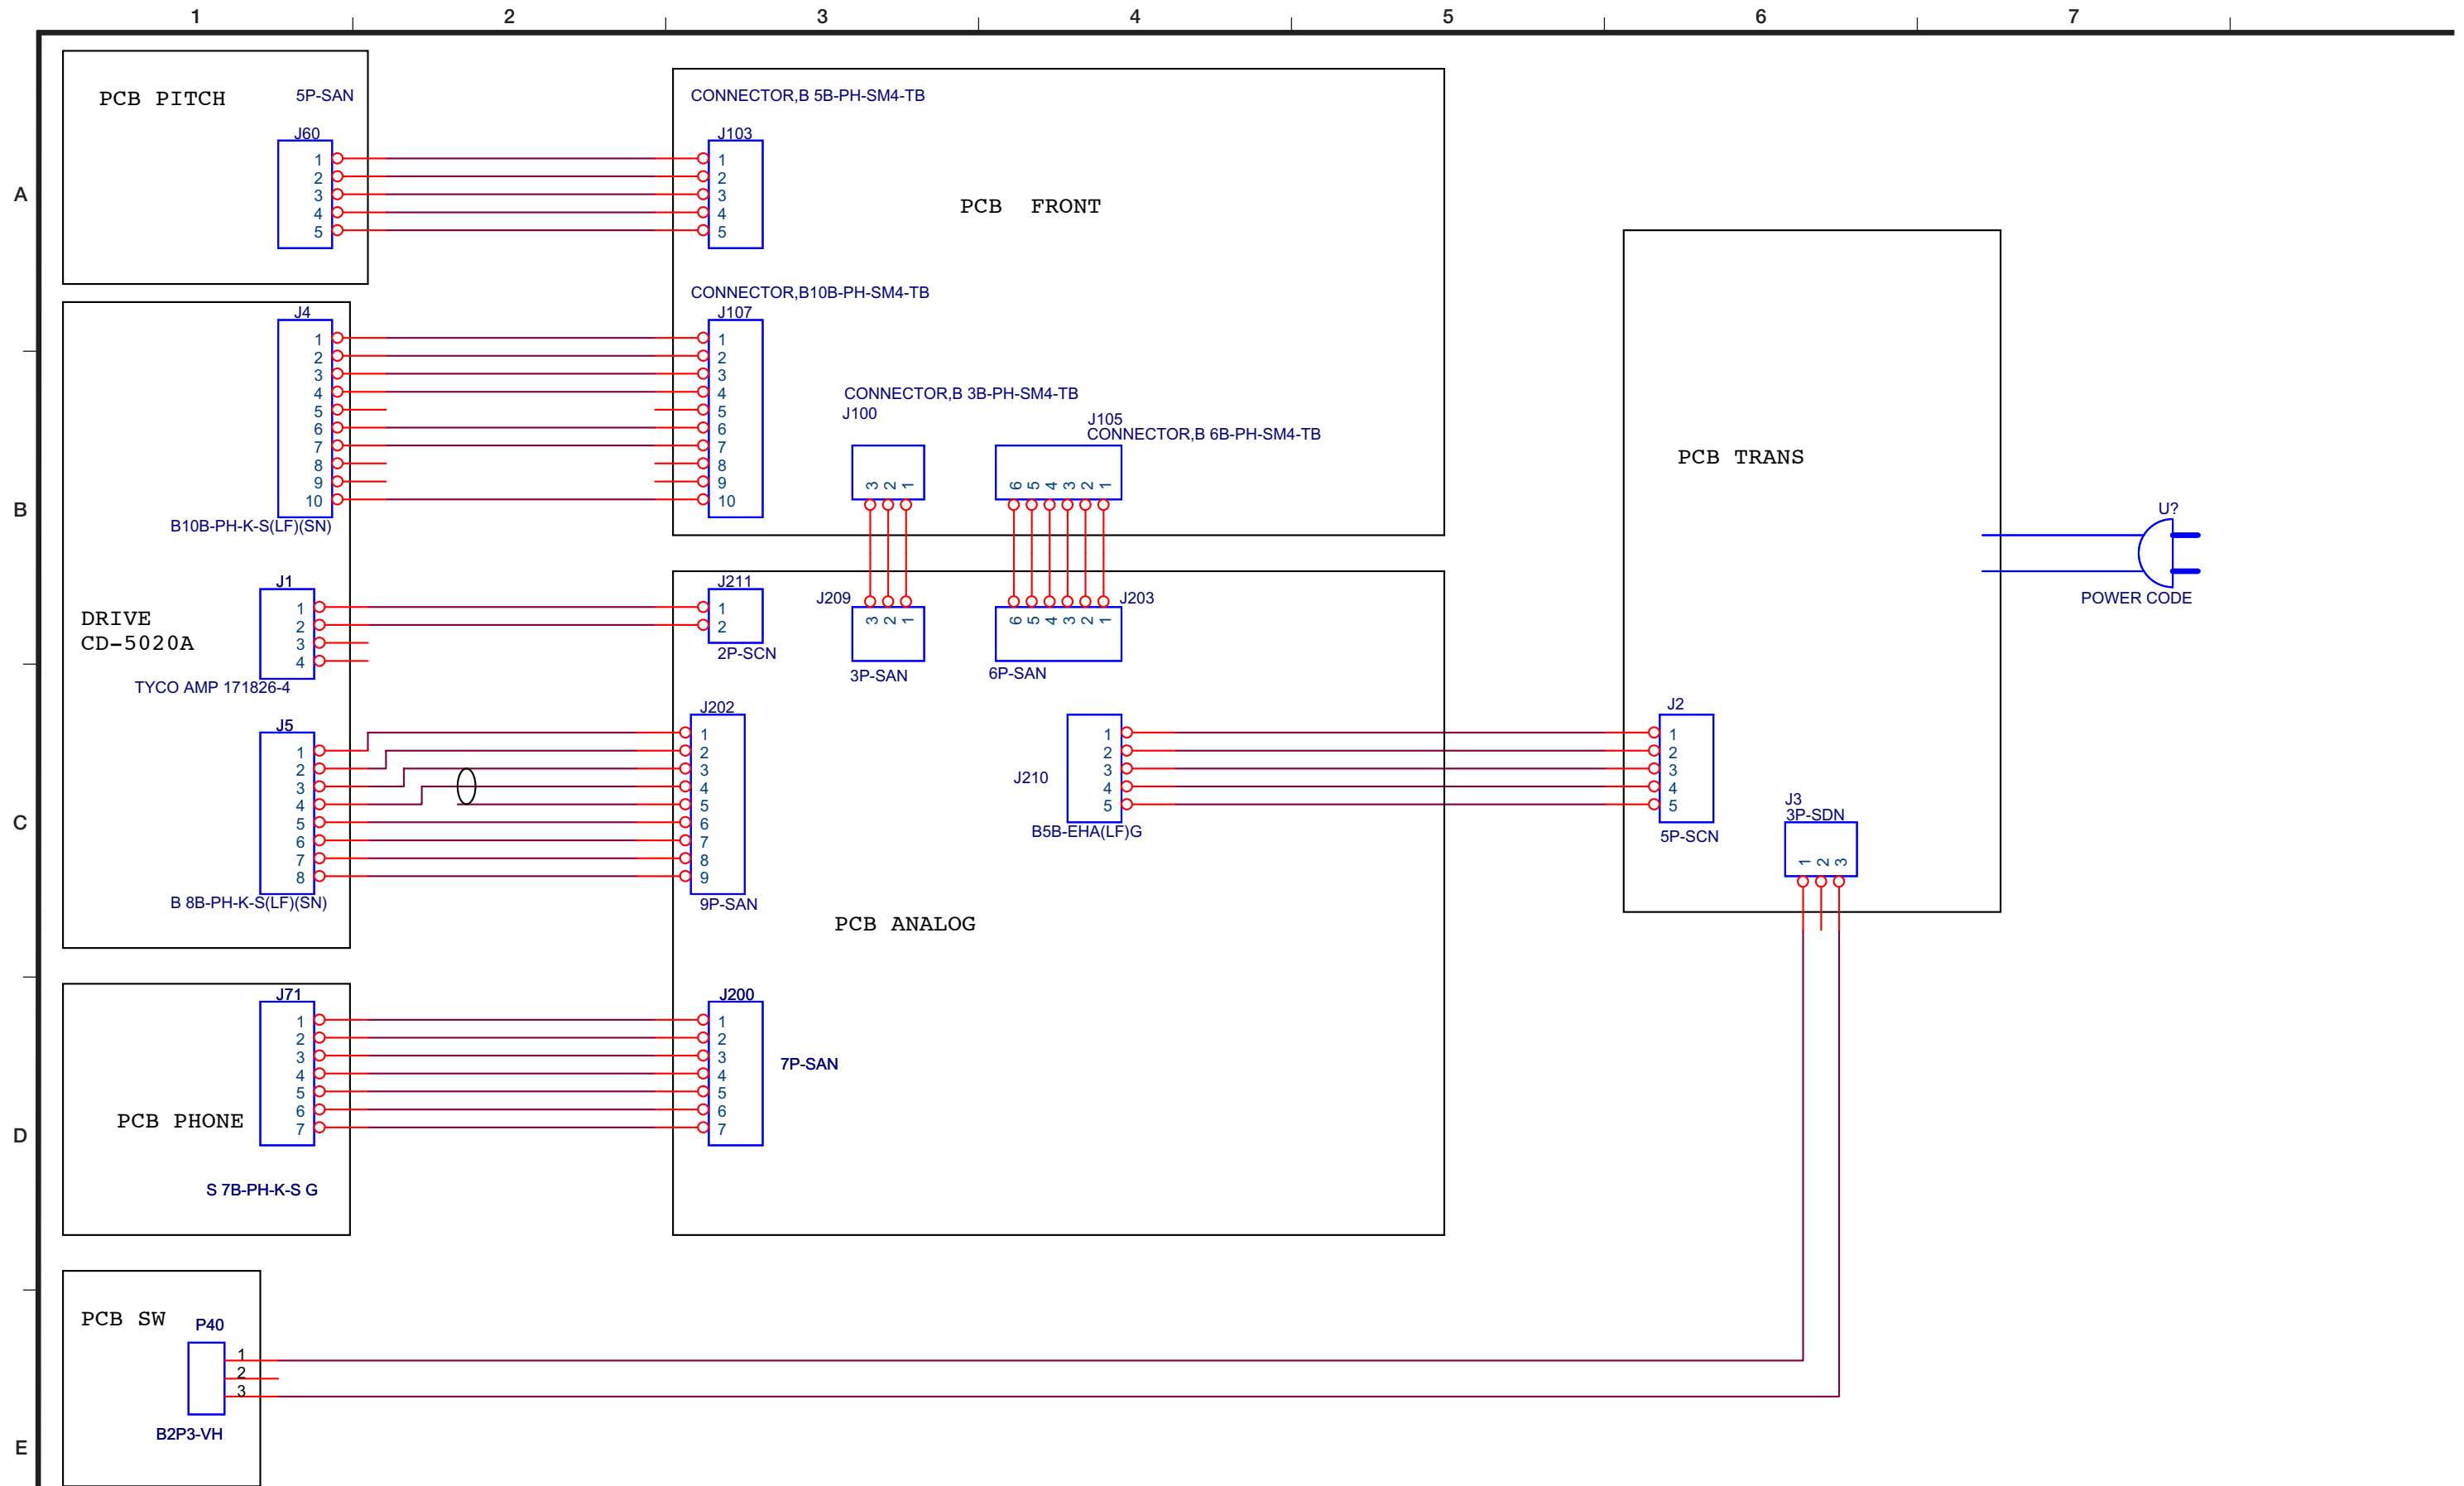 1 2 3 4 5 6 7
A
B
C
D
E
PCB PITCH
5P-SAN
J60
1
2
3
4
5
CONNECTOR,B 5B-PH-SM4-TB
J103
1
2
3
4
5
PCB FRONT
J4
1
2
3
4
5
6
7
8
9
10
B10B-PH-K-S(LF)(SN)
CONNECTOR,B10B-PH-SM4-TB
J107
1
2
3
4
5
6
7
8
9
10
CONNECTOR,B 3B-PH-SM4-TB
J100
3 2 1
J105
CONNECTOR,B 6B-PH-SM4-TB
6 5 4 3 2 1
DRIVE
CD-5020A
J1
1
2
3
4
TYCO AMP 171826-4
J211
1
2
2P-SCN
J209
3 2 1
3P-SAN
J203
6 5 4 3 2 1
6P-SAN
J5
1
2
3
4
5
6
7
8
B 8B-PH-K-S(LF)(SN)
J202
1
2
3
4
5
6
7
8
9
9P-SAN
PCB ANALOG
J210
1
2
3
4
5
B5B-EHA(LF)G
PCB TRANS
J2
1
2
3
4
5
5P-SCN
J3
3P-SDN
1 2 3
U?
POWER CODE
J71
1
2
3
4
5
6
7
PCB PHONE
S 7B-PH-K-S G
J200
1
2
3
4
5
6
7
7P-SAN
PCB SW
P40
1
2
3
B2P3-VH